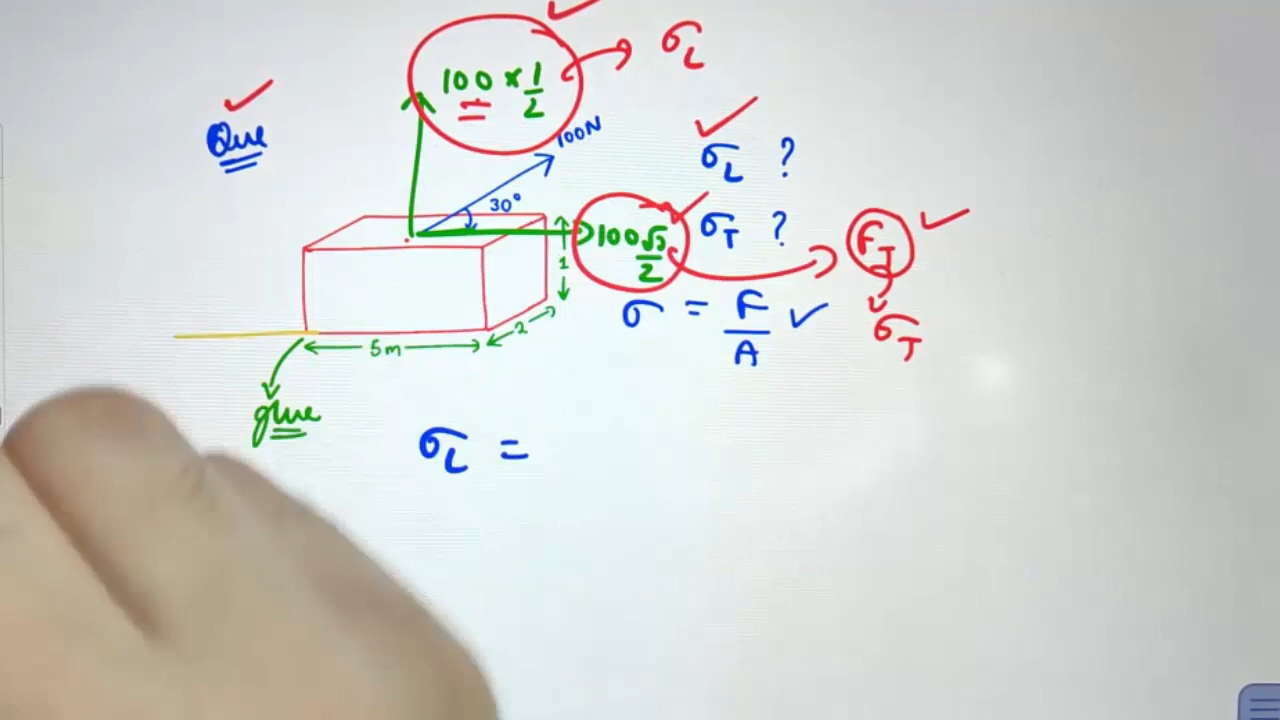 100 × 1/2
σL
Que
100N
σL ?
30°
100 √3/2
σT ?
FT
1
σ = F/A
σT
2
5m
glue
σL =